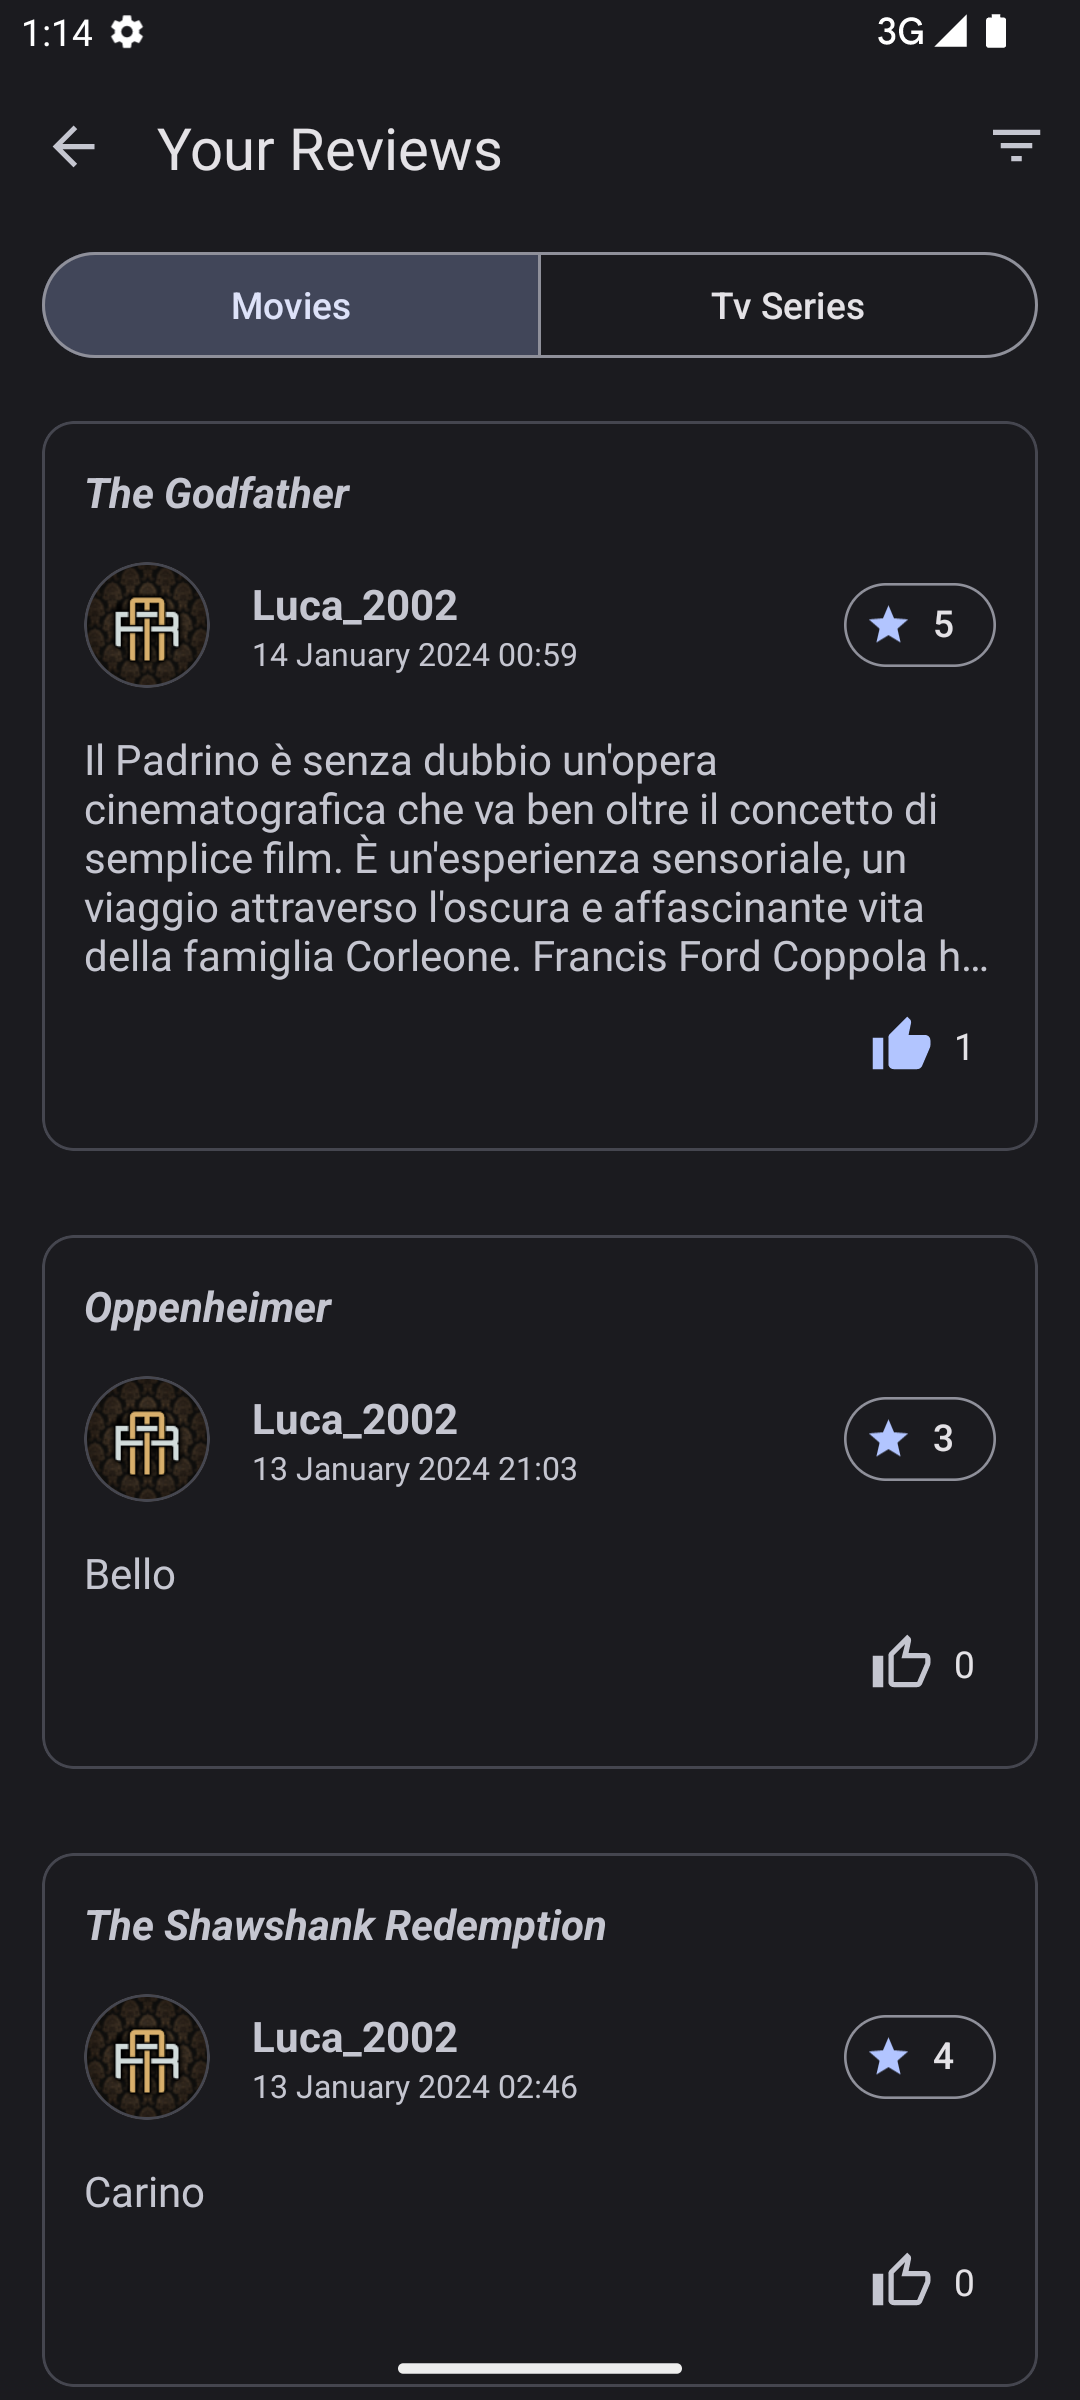 1:14 3G
Your Reviews
Movies Tv Series
The Godfather
Luca_2002
14 January 2024 00:59
5
Il Padrino è senza dubbio un'opera
cinematografica che va ben oltre il concetto di
semplice film. È un'esperienza sensoriale, un
viaggio attraverso l'oscura e affascinante vita
della famiglia Corleone. Francis Ford Coppola h…
1
Oppenheimer
Luca_2002
13 January 2024 21:03
3
Bello
0
The Shawshank Redemption
Luca_2002
13 January 2024 02:46
4
Carino
0